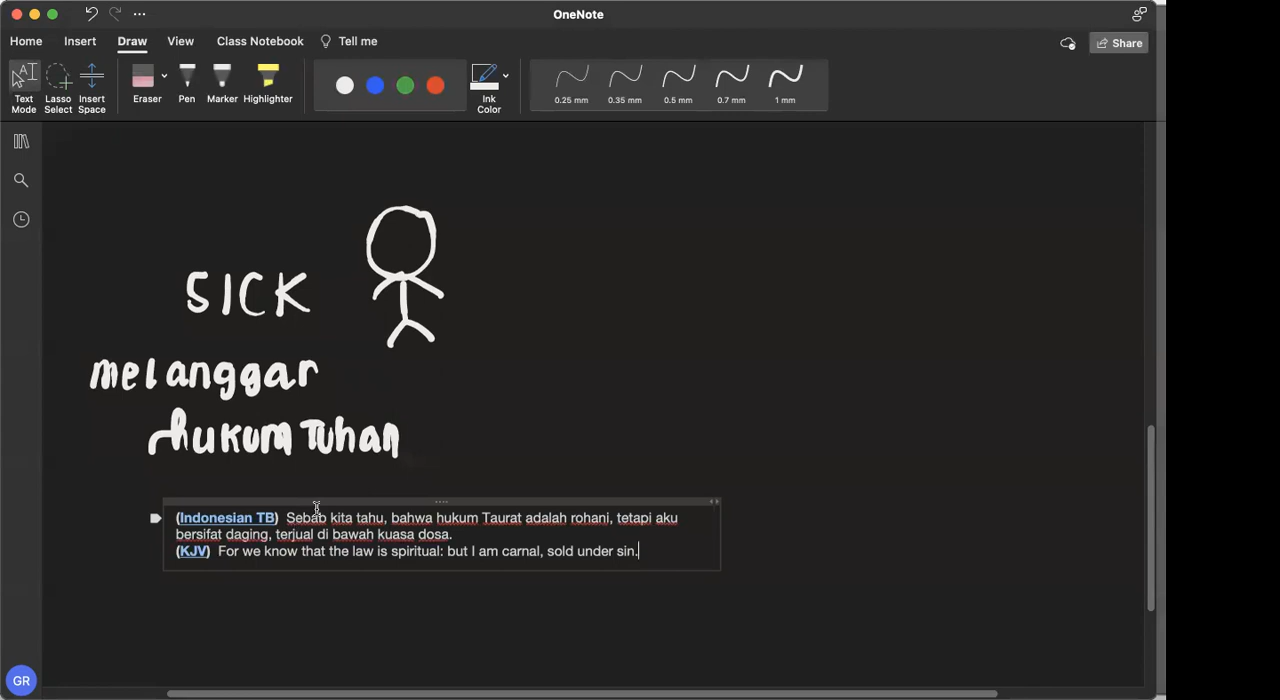 OneNote
Home Insert Draw View Class Notebook Tell me
Share
Text Mode
Lasso Select
Insert Space
Eraser
Pen
Marker
Highlighter
Ink Color
0.25 mm
0.35 mm
0.5 mm
0.7 mm
1 mm
SICK
melanggar
hukum Tuhan
(Indonesian TB) Sebab kita tahu, bahwa hukum Taurat adalah rohani, tetapi aku
bersifat daging, terjual di bawah kuasa dosa.
(KJV) For we know that the law is spiritual: but I am carnal, sold under sin.
GR